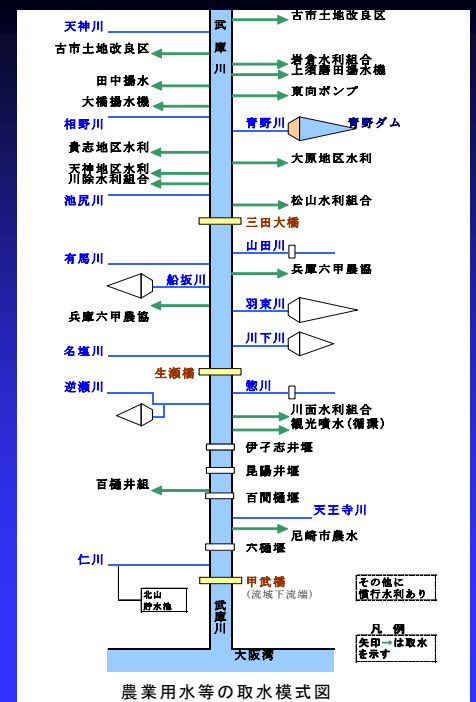 古市土地改良区
天神川
武庫川
古市土地改良区
岩倉水利組合
上須磨田揚水機
田中揚水
東向ポンプ
大橋揚水機
相野川
青野川
青野ダム
貴志地区水利
大原地区水利
天神地区水利
川除水利組合
池尻川
松山水利組合
三田大橋
山田川
有馬川
兵庫六甲農協
船坂川
羽束川
兵庫六甲農協
川下川
名塩川
生瀬橋
逆瀬川
惣川
川面水利組合
観光噴水(循環)
伊孑志井堰
昆陽井堰
百樋井組
百間樋堰
天王寺川
尼崎市農水
六樋堰
仁川
甲武橋
(流域下流端)
その他に
慣行水利あり
北山
貯水池
武庫川
凡 例
矢印→は取水
を示す
大阪湾
農業用水等の取水模式図